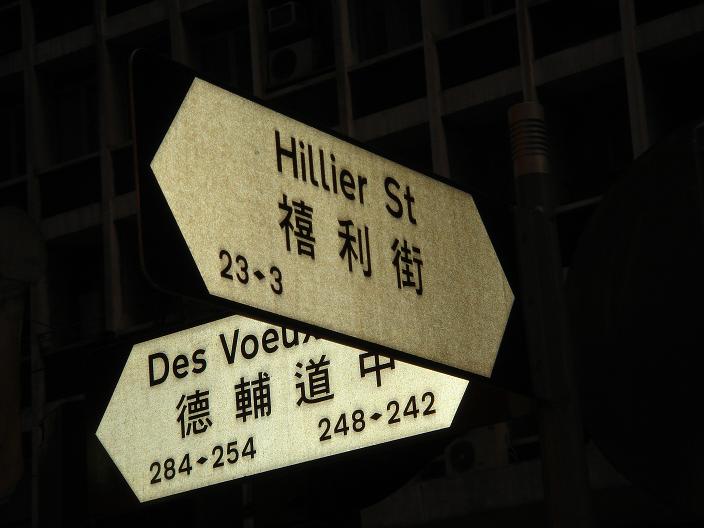 Hillier St
禧利街
23◆3
Des Voeux
德輔道中
284◆254 248◆242